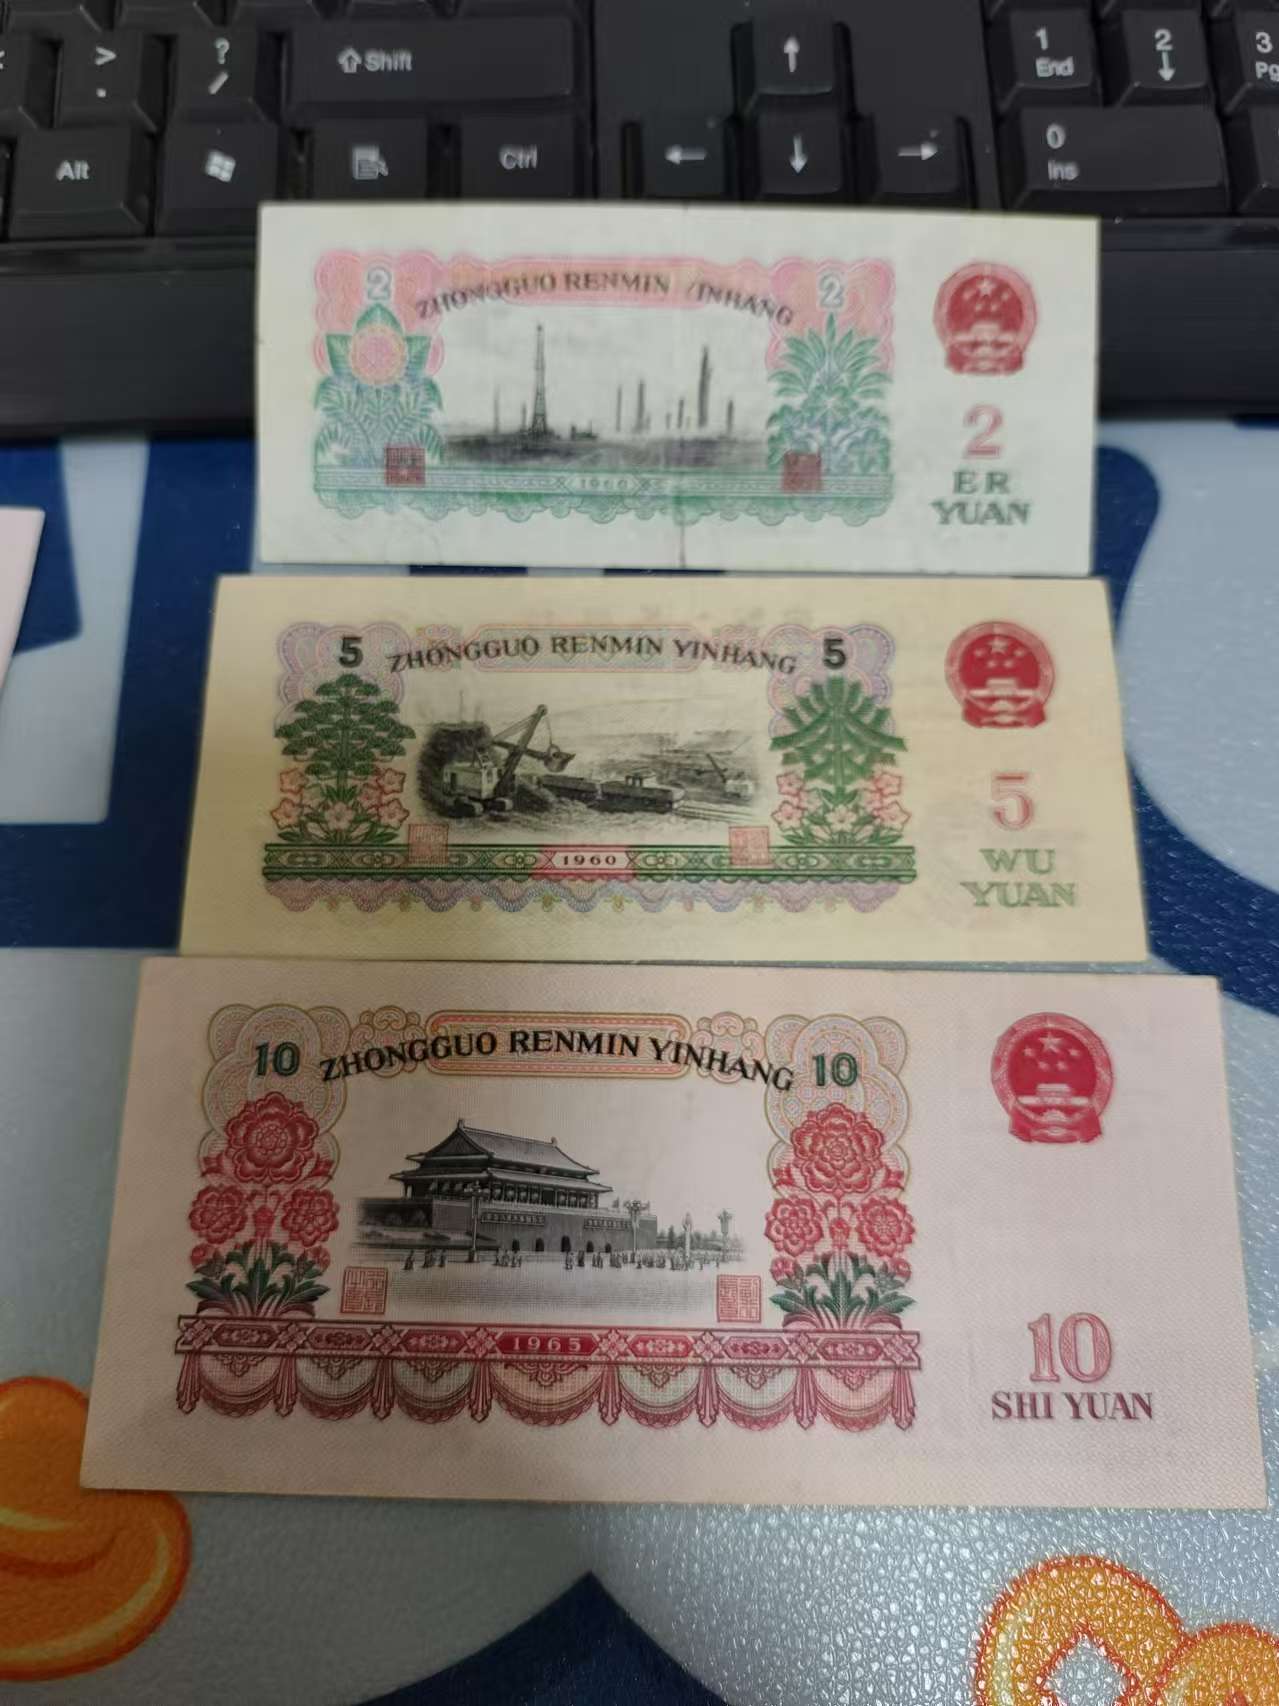 >
.
?
/
Shift
↑
1
End
2
↓
3
Alt
Ctrl
←
↓
→
0
Ins
2
ZHONGGUO RENMIN YINHANG
2
1960
2
ER
YUAN
5
ZHONGGUO RENMIN YINHANG
5
1960
5
WU
YUAN
10
ZHONGGUO RENMIN YINHANG
10
1965
10
SHI YUAN